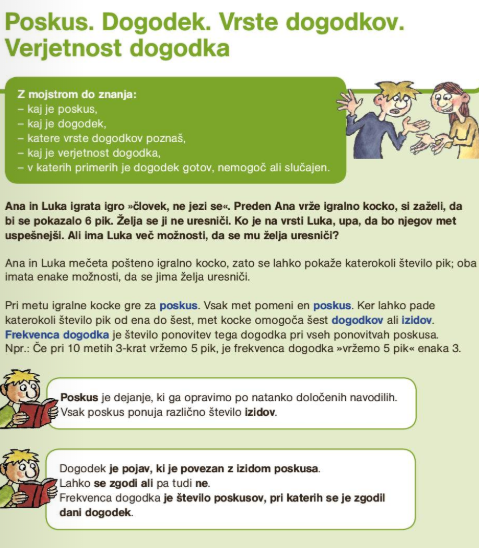 Poskus. Dogodek. Vrste dogodkov.
Verjetnost dogodka
Z mojstrom do znanja:
– kaj je poskus,
– kaj je dogodek,
– katere vrste dogodkov poznaš,
– kaj je verjetnost dogodka,
– v katerih primerih je dogodek gotov, nemogoč ali slučajen.
Ana in Luka igrata igro »človek, ne jezi se«. Preden Ana vrže igralno kocko, si zaželi, da
bi se pokazalo 6 pik. Želja se ji ne uresniči. Ko je na vrsti Luka, upa, da bo njegov met
uspešnejši. Ali ima Luka več možnosti, da se mu želja uresniči?
Ana in Luka mečeta pošteno igralno kocko, zato se lahko pokaže katerokoli število pik; oba
imata enake možnosti, da se jima želja uresniči.
Pri metu igralne kocke gre za poskus. Vsak met pomeni en poskus. Ker lahko pade
katerokoli število pik od ena do šest, met kocke omogoča šest dogodkov ali izidov.
Frekvenca dogodka je število ponovitev tega dogodka pri vseh ponovitvah poskusa.
Npr.: Če pri 10 metih 3-krat vržemo 5 pik, je frekvenca dogodka »vržemo 5 pik« enaka 3.
Poskus je dejanje, ki ga opravimo po natanko določenih navodilih.
Vsak poskus ponuja različno število izidov.
Dogodek je pojav, ki je povezan z izidom poskusa.
Lahko se zgodi ali pa tudi ne.
Frekvenca dogodka je število poskusov, pri katerih se je zgodil
dani dogodek.